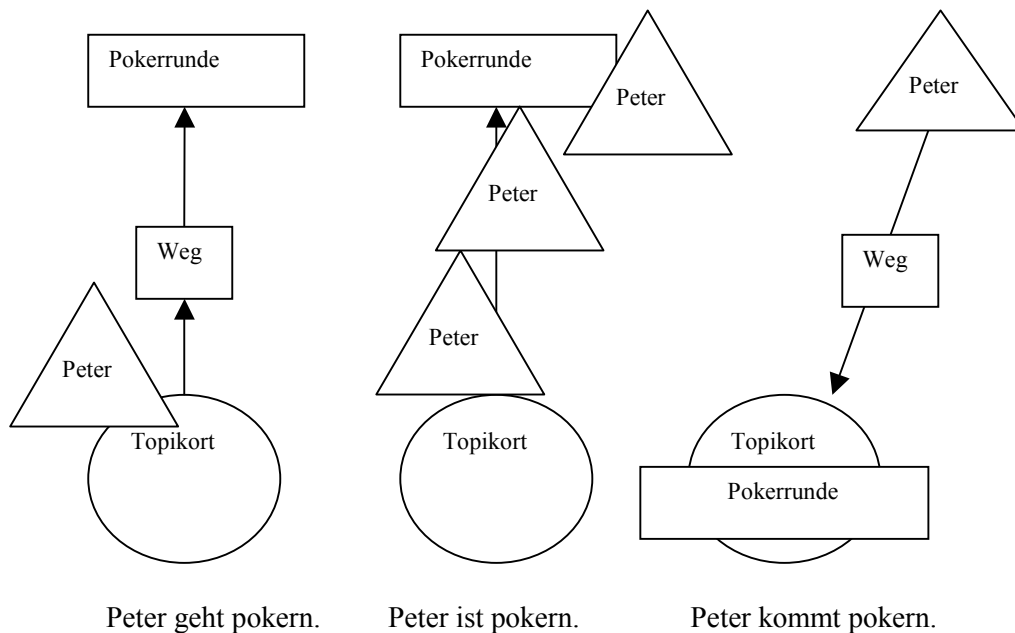 Pokerrunde
Weg
Peter
Topikort
Peter geht pokern.
Pokerrunde
Peter
Peter
Peter
Topikort
Peter ist pokern.
Peter
Weg
Topikort
Pokerrunde
Peter kommt pokern.